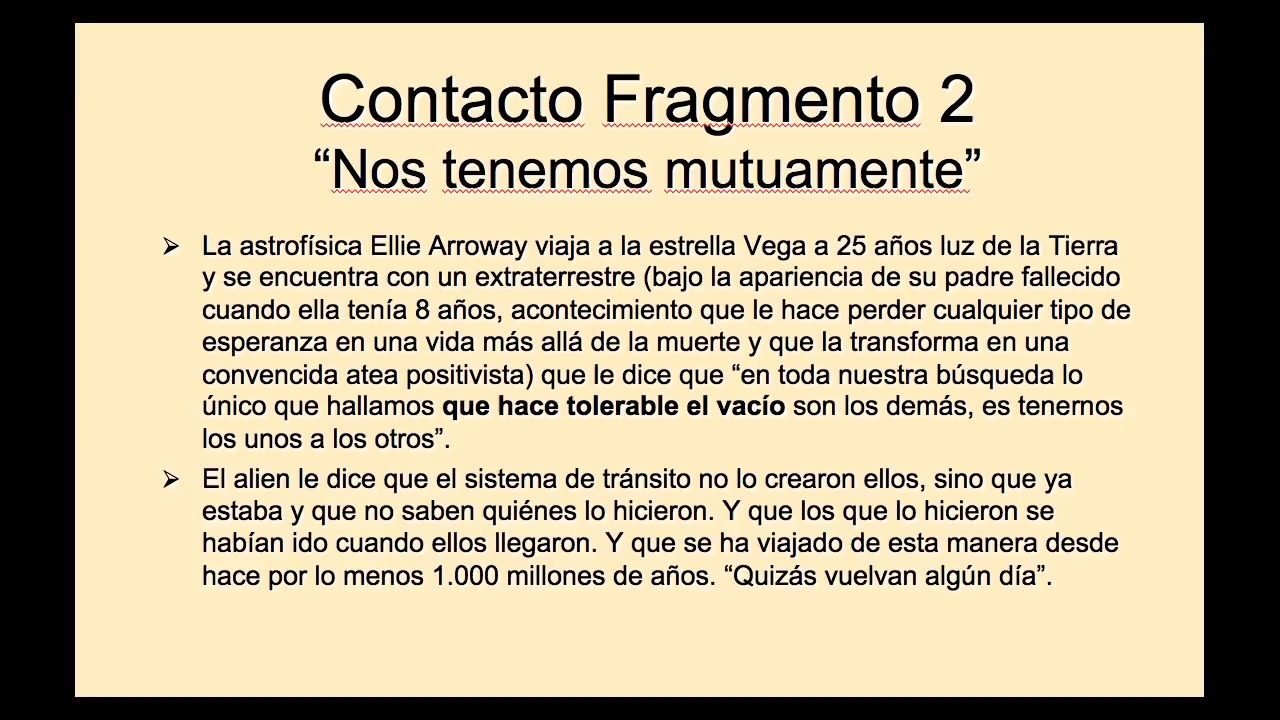 Contacto Fragmento 2
“Nos tenemos mutuamente”
➢ La astrofísica Ellie Arroway viaja a la estrella Vega a 25 años luz de la Tierra
y se encuentra con un extraterrestre (bajo la apariencia de su padre fallecido
cuando ella tenía 8 años, acontecimiento que le hace perder cualquier tipo de
esperanza en una vida más allá de la muerte y que la transforma en una
convencida atea positivista) que le dice que “en toda nuestra búsqueda lo
único que hallamos que hace tolerable el vacío son los demás, es tenernos
los unos a los otros”.
➢ El alien le dice que el sistema de tránsito no lo crearon ellos, sino que ya
estaba y que no saben quiénes lo hicieron. Y que los que lo hicieron se
habían ido cuando ellos llegaron. Y que se ha viajado de esta manera desde
hace por lo menos 1.000 millones de años. “Quizás vuelvan algún día”.